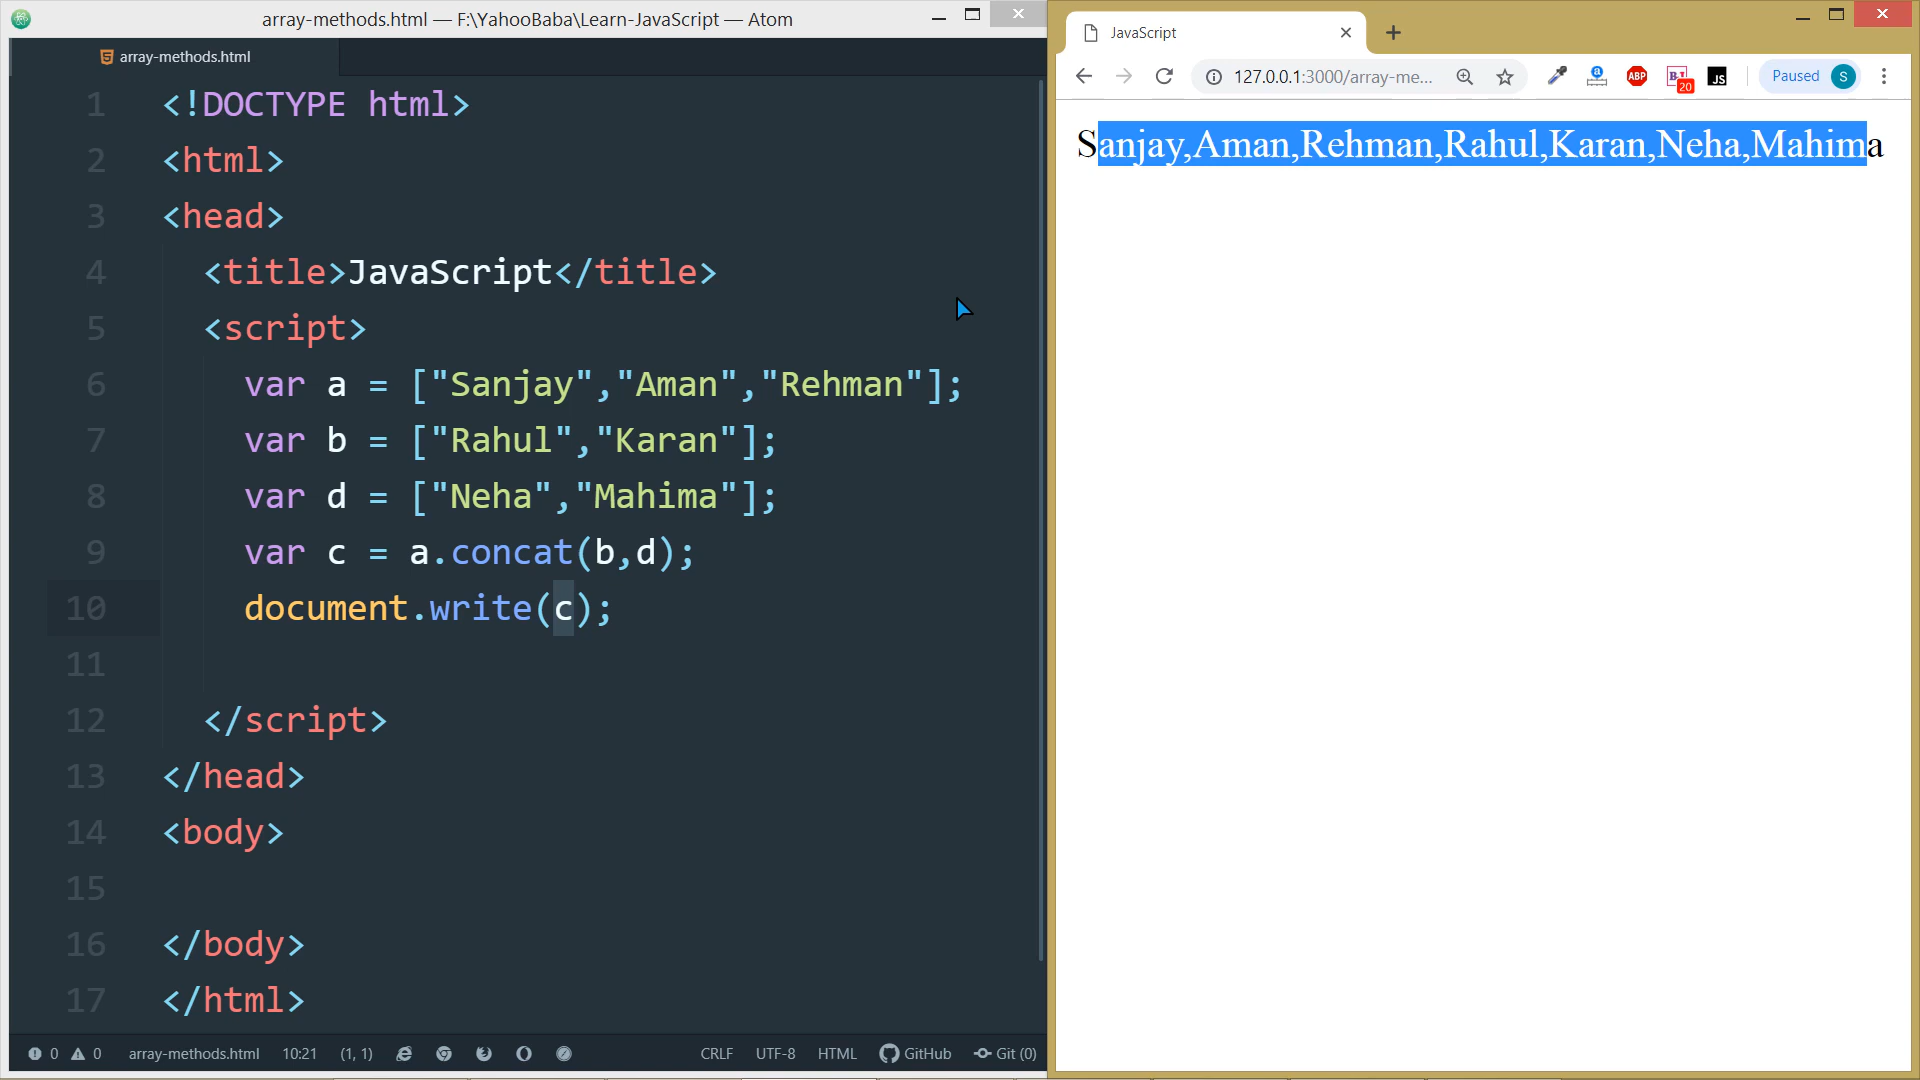 array-methods.html — F:\YahooBaba\Learn-JavaScript — Atom
array-methods.html
1 <!DOCTYPE html>
2 <html>
3 <head>
4 <title>JavaScript</title>
5 <script>
6 var a = ["Sanjay","Aman","Rehman"];
7 var b = ["Rahul","Karan"];
8 var d = ["Neha","Mahima"];
9 var c = a.concat(b,d);
10 document.write(c);
11
12 </script>
13 </head>
14 <body>
15
16 </body>
17 </html>
0 0 array-methods.html 10:21 (1, 1) CRLF UTF-8 HTML GitHub Git (0)
JavaScript
127.0.0.1:3000/array-me... a ABP 20 JS Paused S
Sanjay,Aman,Rehman,Rahul,Karan,Neha,Mahima